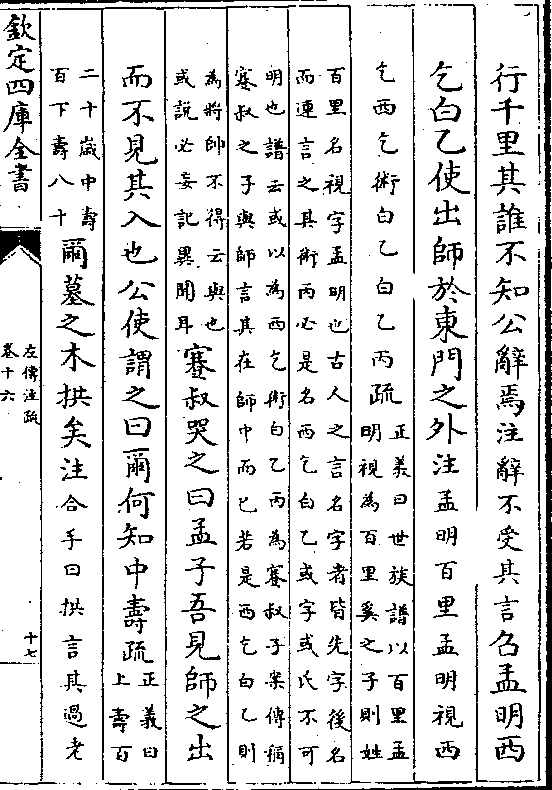 行千里其誰不知公辭焉注辭不受其言召孟明西
乞白乙使出師於東門之外注孟明百里孟明視西
乞西乞術白乙白乙丙疏正義曰世族譜以百里孟
明視為百里奚之子則姓
百里名視字孟明也古人之言名字者皆先字後名
而連言之其術丙必是名西乞白乙或字或氏不可
明也譜云或以為西乞術白乙丙為蹇叔子案傳稱
蹇叔之子與師言其在師中而已若是西乞白乙則
為將帥不得云與也
或說必妄記異聞耳
蹇叔哭之曰孟子吾見師之出
而不見其入也公使謂之曰爾何知中壽疏正義曰
上壽百
二十歲中壽
百下壽八十
爾墓之木拱矣注合手曰拱言其過老
欽定四庫全書
左傳注疏
卷十六
十七